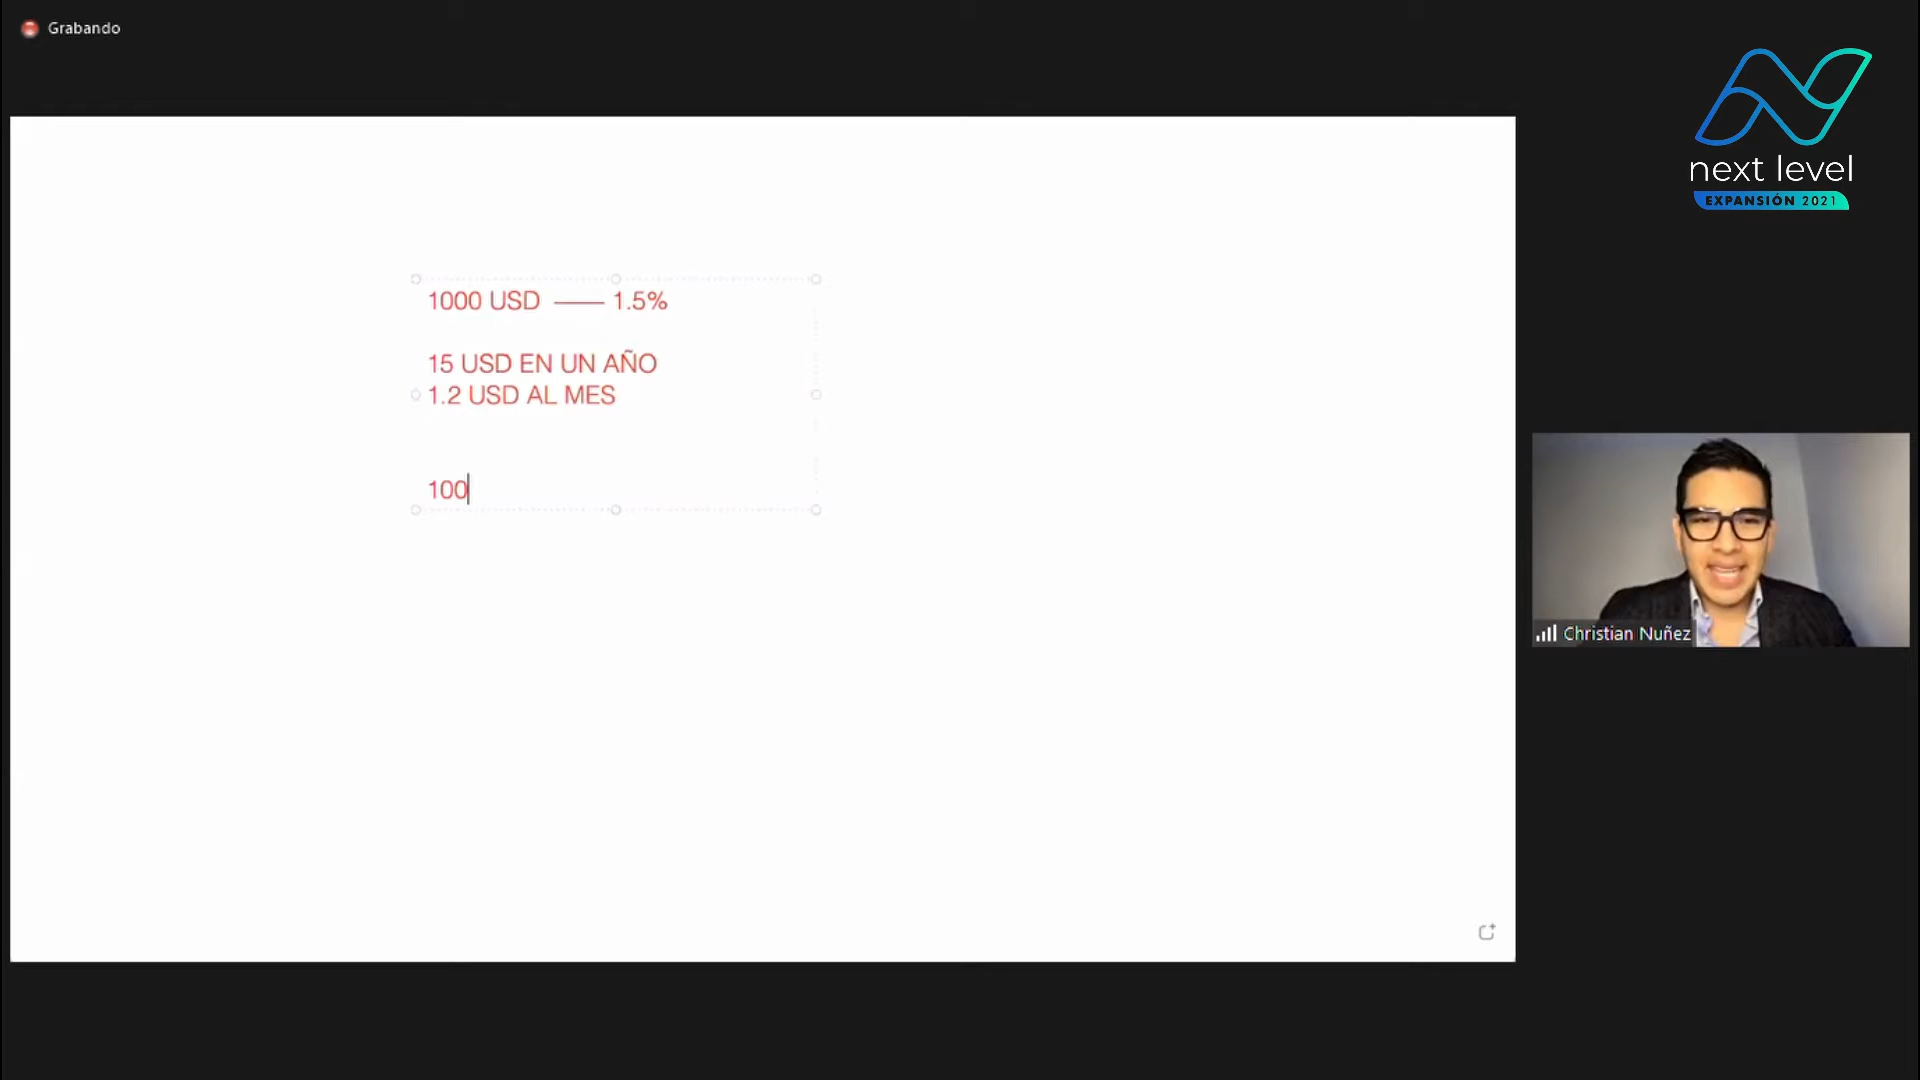 Grabando
next level
EXPANSIÓN 2021
1000 USD —— 1.5%
15 USD EN UN AÑO
1.2 USD AL MES
100
Christian Nuñez